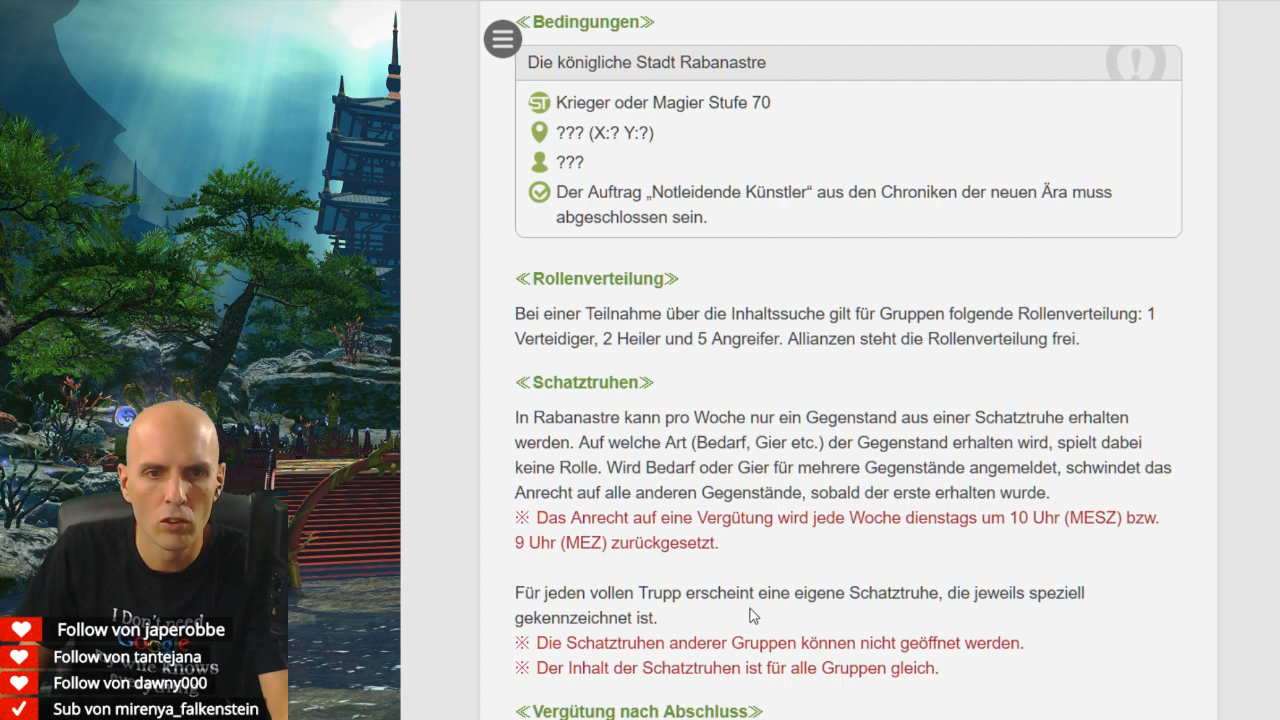 ≪Bedingungen≫
Die königliche Stadt Rabanastre
ST Krieger oder Magier Stufe 70
??? (X:? Y:?)
???
Der Auftrag „Notleidende Künstler“ aus den Chroniken der neuen Ära muss
abgeschlossen sein.
≪Rollenverteilung≫
Bei einer Teilnahme über die Inhaltssuche gilt für Gruppen folgende Rollenverteilung: 1
Verteidiger, 2 Heiler und 5 Angreifer. Allianzen steht die Rollenverteilung frei.
≪Schatztruhen≫
In Rabanastre kann pro Woche nur ein Gegenstand aus einer Schatztruhe erhalten
werden. Auf welche Art (Bedarf, Gier etc.) der Gegenstand erhalten wird, spielt dabei
keine Rolle. Wird Bedarf oder Gier für mehrere Gegenstände angemeldet, schwindet das
Anrecht auf alle anderen Gegenstände, sobald der erste erhalten wurde.
※ Das Anrecht auf eine Vergütung wird jede Woche dienstags um 10 Uhr (MESZ) bzw.
9 Uhr (MEZ) zurückgesetzt.
Für jeden vollen Trupp erscheint eine eigene Schatztruhe, die jeweils speziell
gekennzeichnet ist.
※ Die Schatztruhen anderer Gruppen können nicht geöffnet werden.
※ Der Inhalt der Schatztruhen ist für alle Gruppen gleich.
≪Vergütung nach Abschluss≫
I Don't need
Google
Follow von japerobbe
Follow von tantejana
Follow von dawmy000
Sub von mirenya_falkenstein